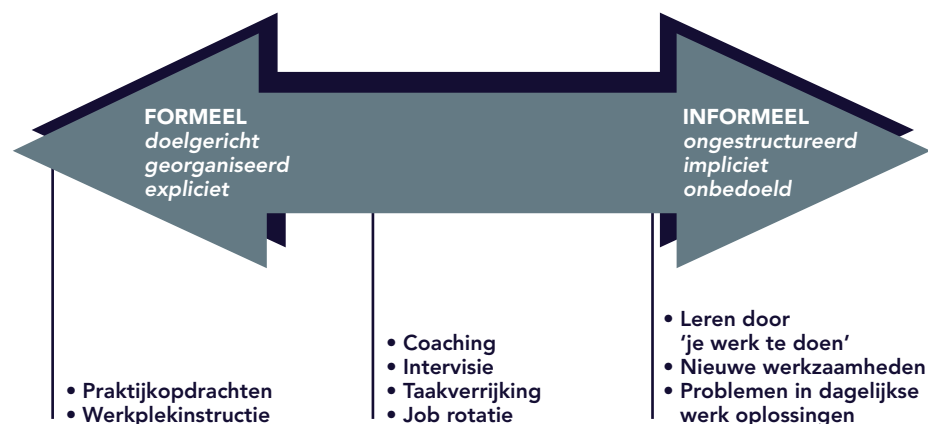 FORMEEL
doelgericht
georganiseerd
expliciet
INFORMEEL
ongestructureerd
impliciet
onbedoeld
• Praktijkopdrachten
• Werkplekinstructie
• Coaching
• Intervisie
• Taakverrijking
• Job rotatie
• Leren door
'je werk te doen'
• Nieuwe werkzaamheden
• Problemen in dagelijkse
werk oplossingen